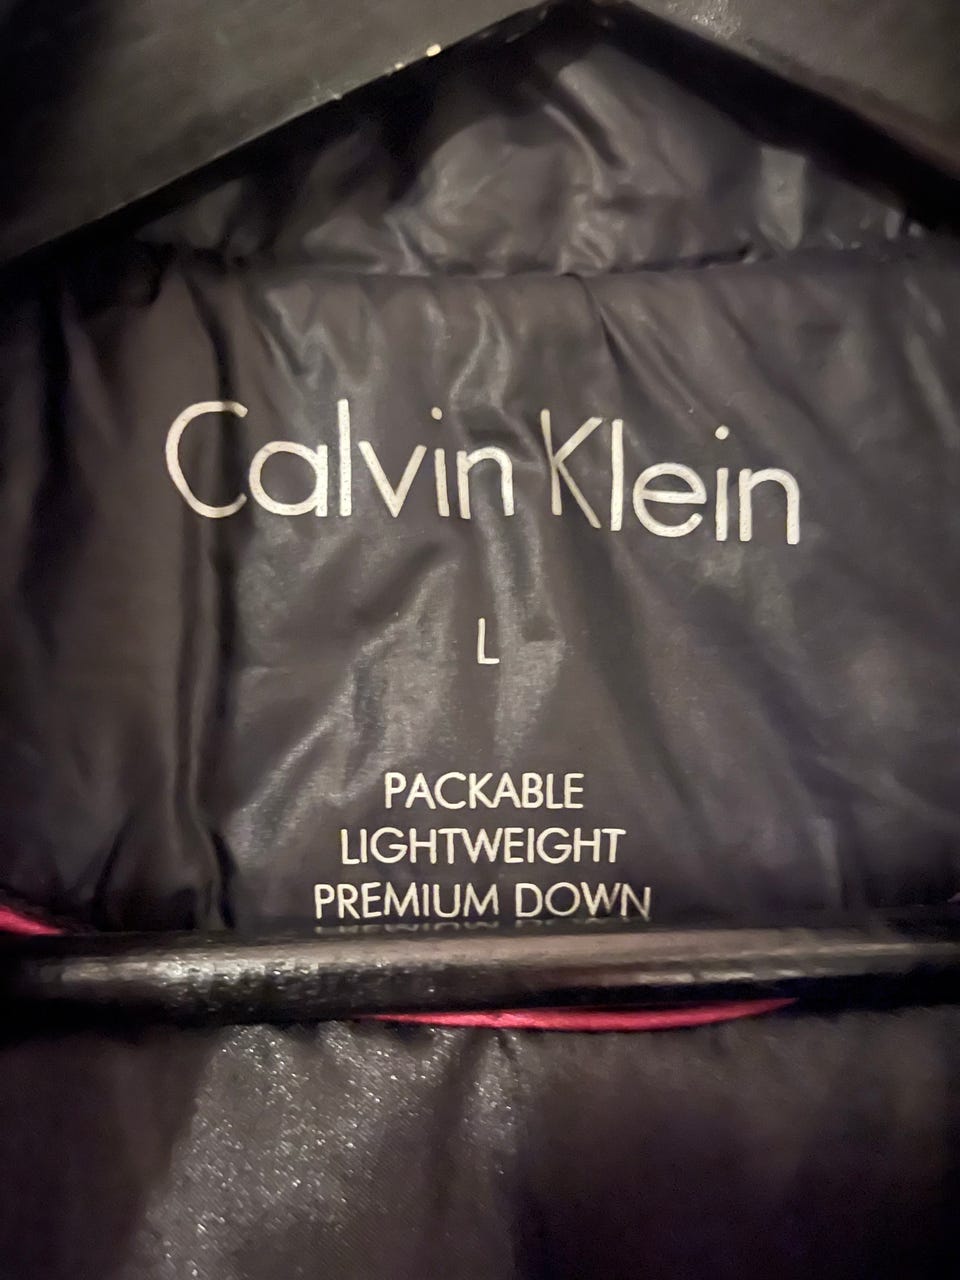 Calvin Klein
L
PACKABLE
LIGHTWEIGHT
PREMIUM DOWN